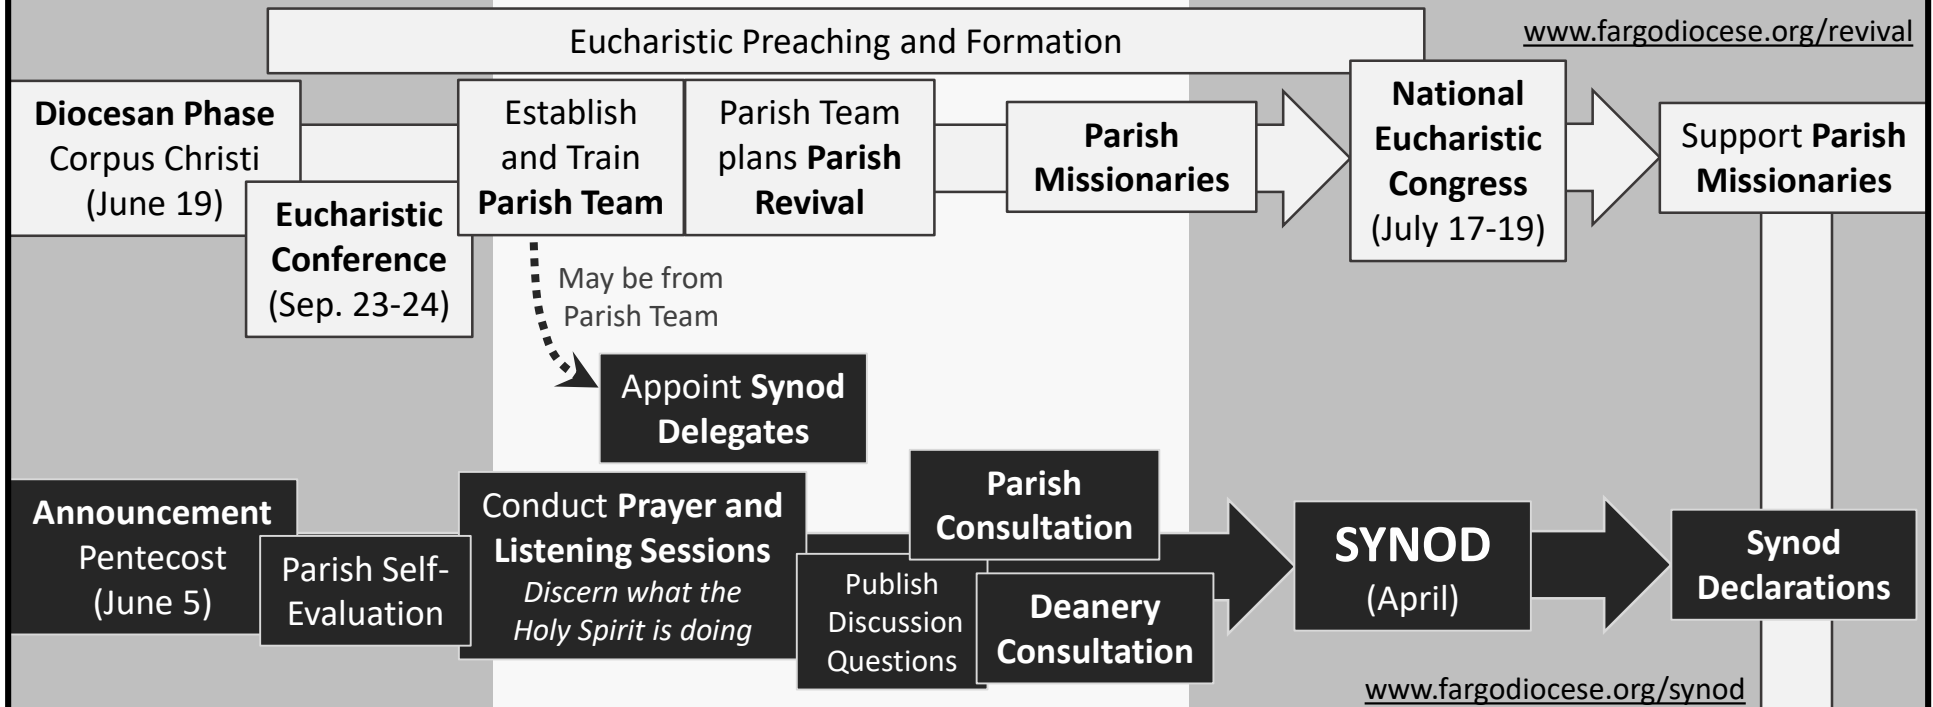 Eucharistic Preaching and Formation
www.fargodiocese.org/revival
Diocesan Phase
Corpus Christi
(June 19)
Eucharistic
Conference
(Sep. 23-24)
Establish
and Train
Parish Team
Parish Team
plans Parish
Revival
Parish
Missionaries
National
Eucharistic
Congress
(July 17-19)
Support Parish
Missionaries
May be from
Parish Team
Appoint Synod
Delegates
Announcement
Pentecost
(June 5)
Parish Self-
Evaluation
Conduct Prayer and
Listening Sessions
Discern what the
Holy Spirit is doing
Publish
Discussion
Questions
Parish
Consultation
Deanery
Consultation
SYNOD
(April)
Synod
Declarations
www.fargodiocese.org/synod